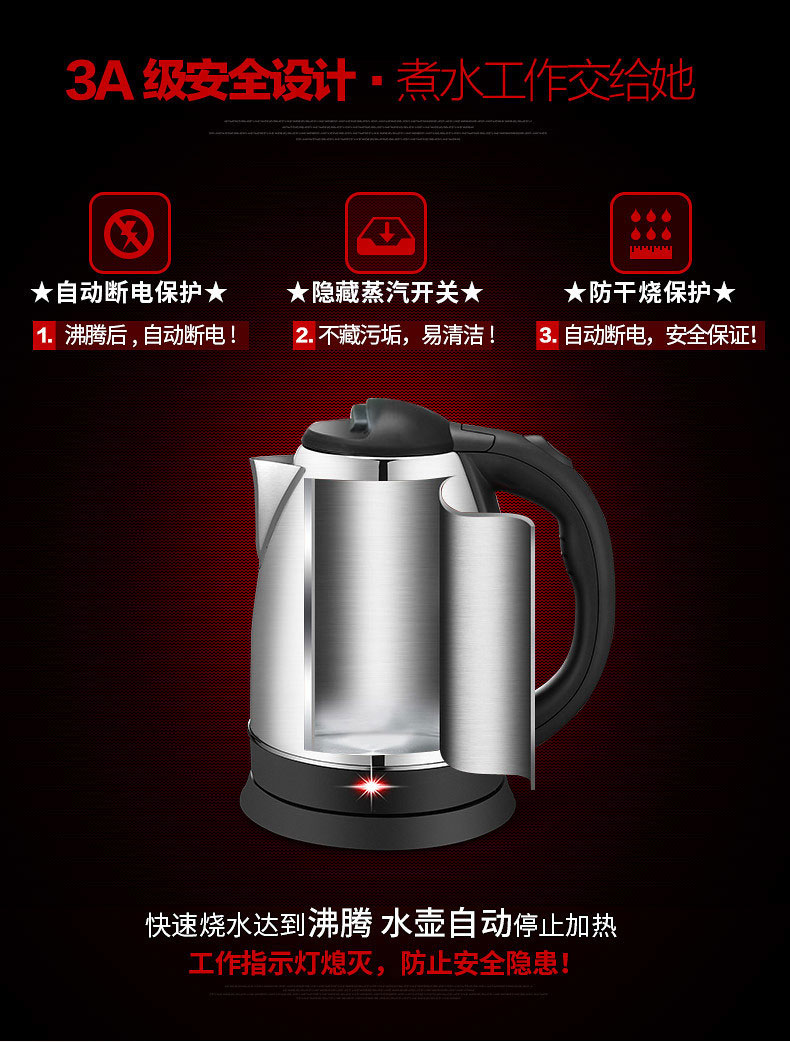 3A 级安全设计·煮水工作交给她
★自动断电保护★
★隐藏蒸汽开关★
★防干烧保护★
1. 沸腾后,自动断电!
2. 不藏污垢，易清洁!
3. 自动断电，安全保证!
快速烧水达到沸腾 水壶自动停止加热
工作指示灯熄灭，防止安全隐患!